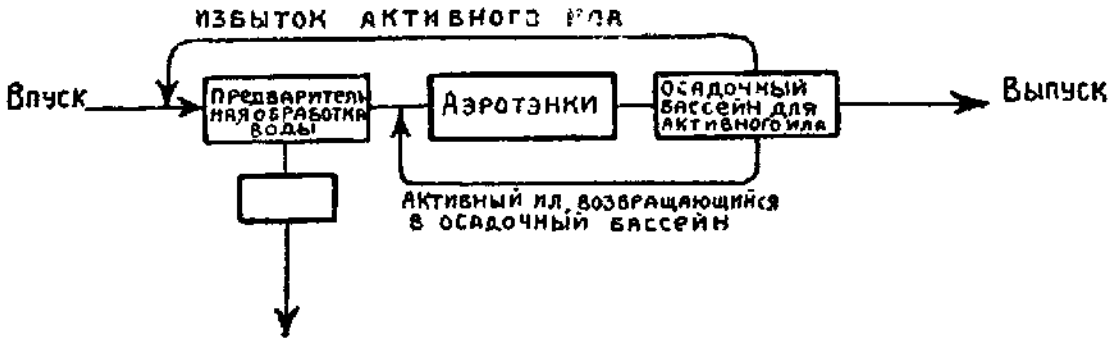 ИЗБЫТОК АКТИВНОГО ИЛА
Впуск
ПРЕДВАРИТЕЛЬ
НАЯ ОБРАБОТКА
ВОДЫ
АЭРОТЭНКИ
ОСАДОЧНЫЙ
БАССЕЙН ДЛЯ
АКТИВНОГО ИЛА
Выпуск
АКТИВНЫЙ ИЛ, ВОЗВРАЩАЮЩИЙСЯ
В ОСАДОЧНЫЙ БАССЕЙН